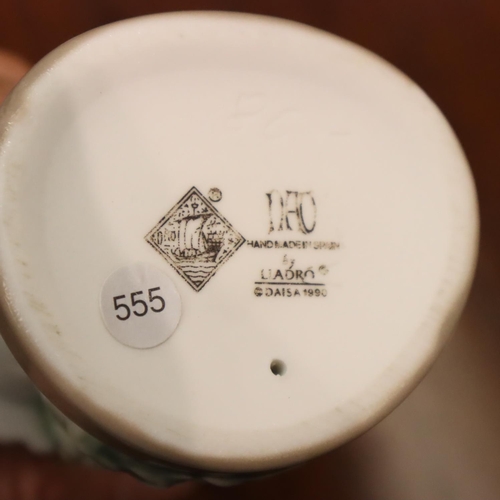 NAO
HANDMADE IN SPAIN
by
LLADRÓ ®
© DAISA 1990
555